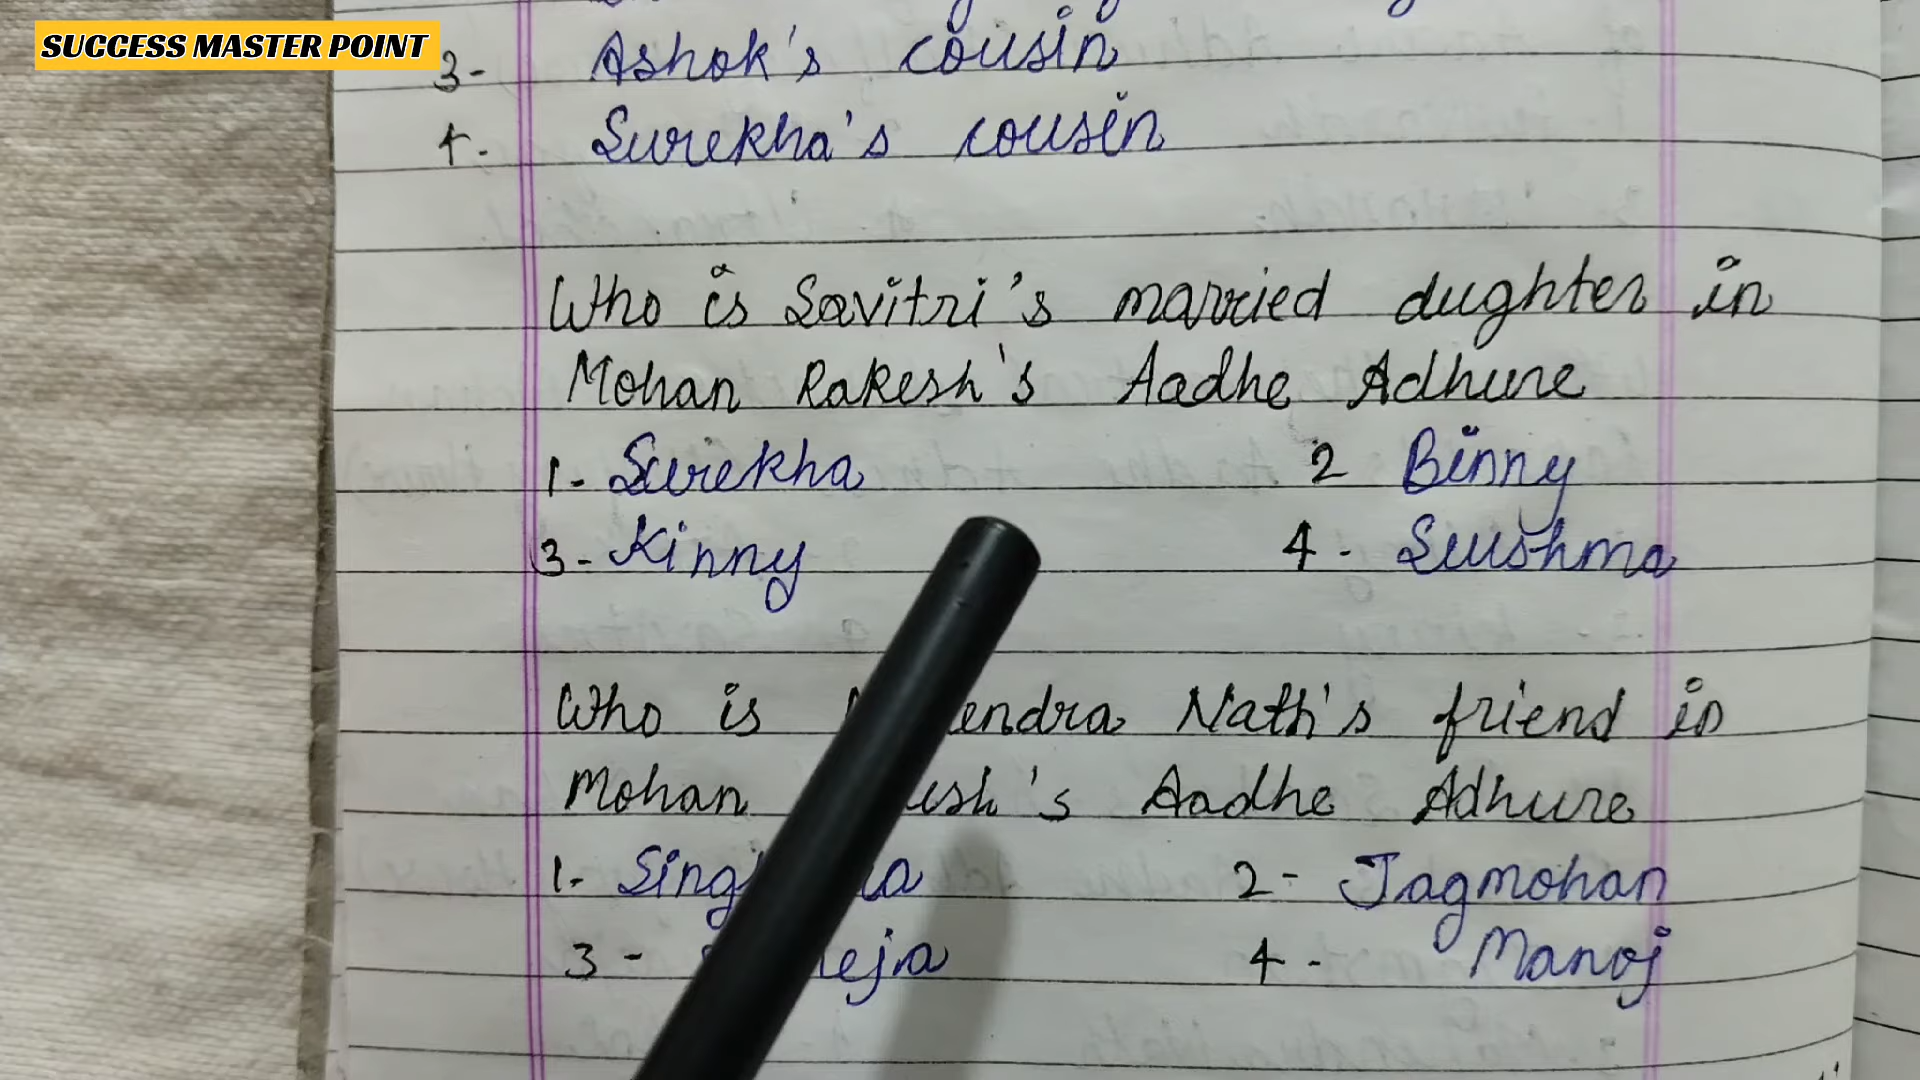 SUCCESS MASTER POINT
3- Ashok's cousin
4. Surekha's cousin
Who is Savitri's married dughter in
Mohan Rakesh's Aadhe Adhure
1- Surekha 2 Binny
3- Kinny 4 - Sushma
Who is Nath's friend in
Mohan Aadhe Adhure
1- 2- Jagmohan
3 - 4 - Manoj